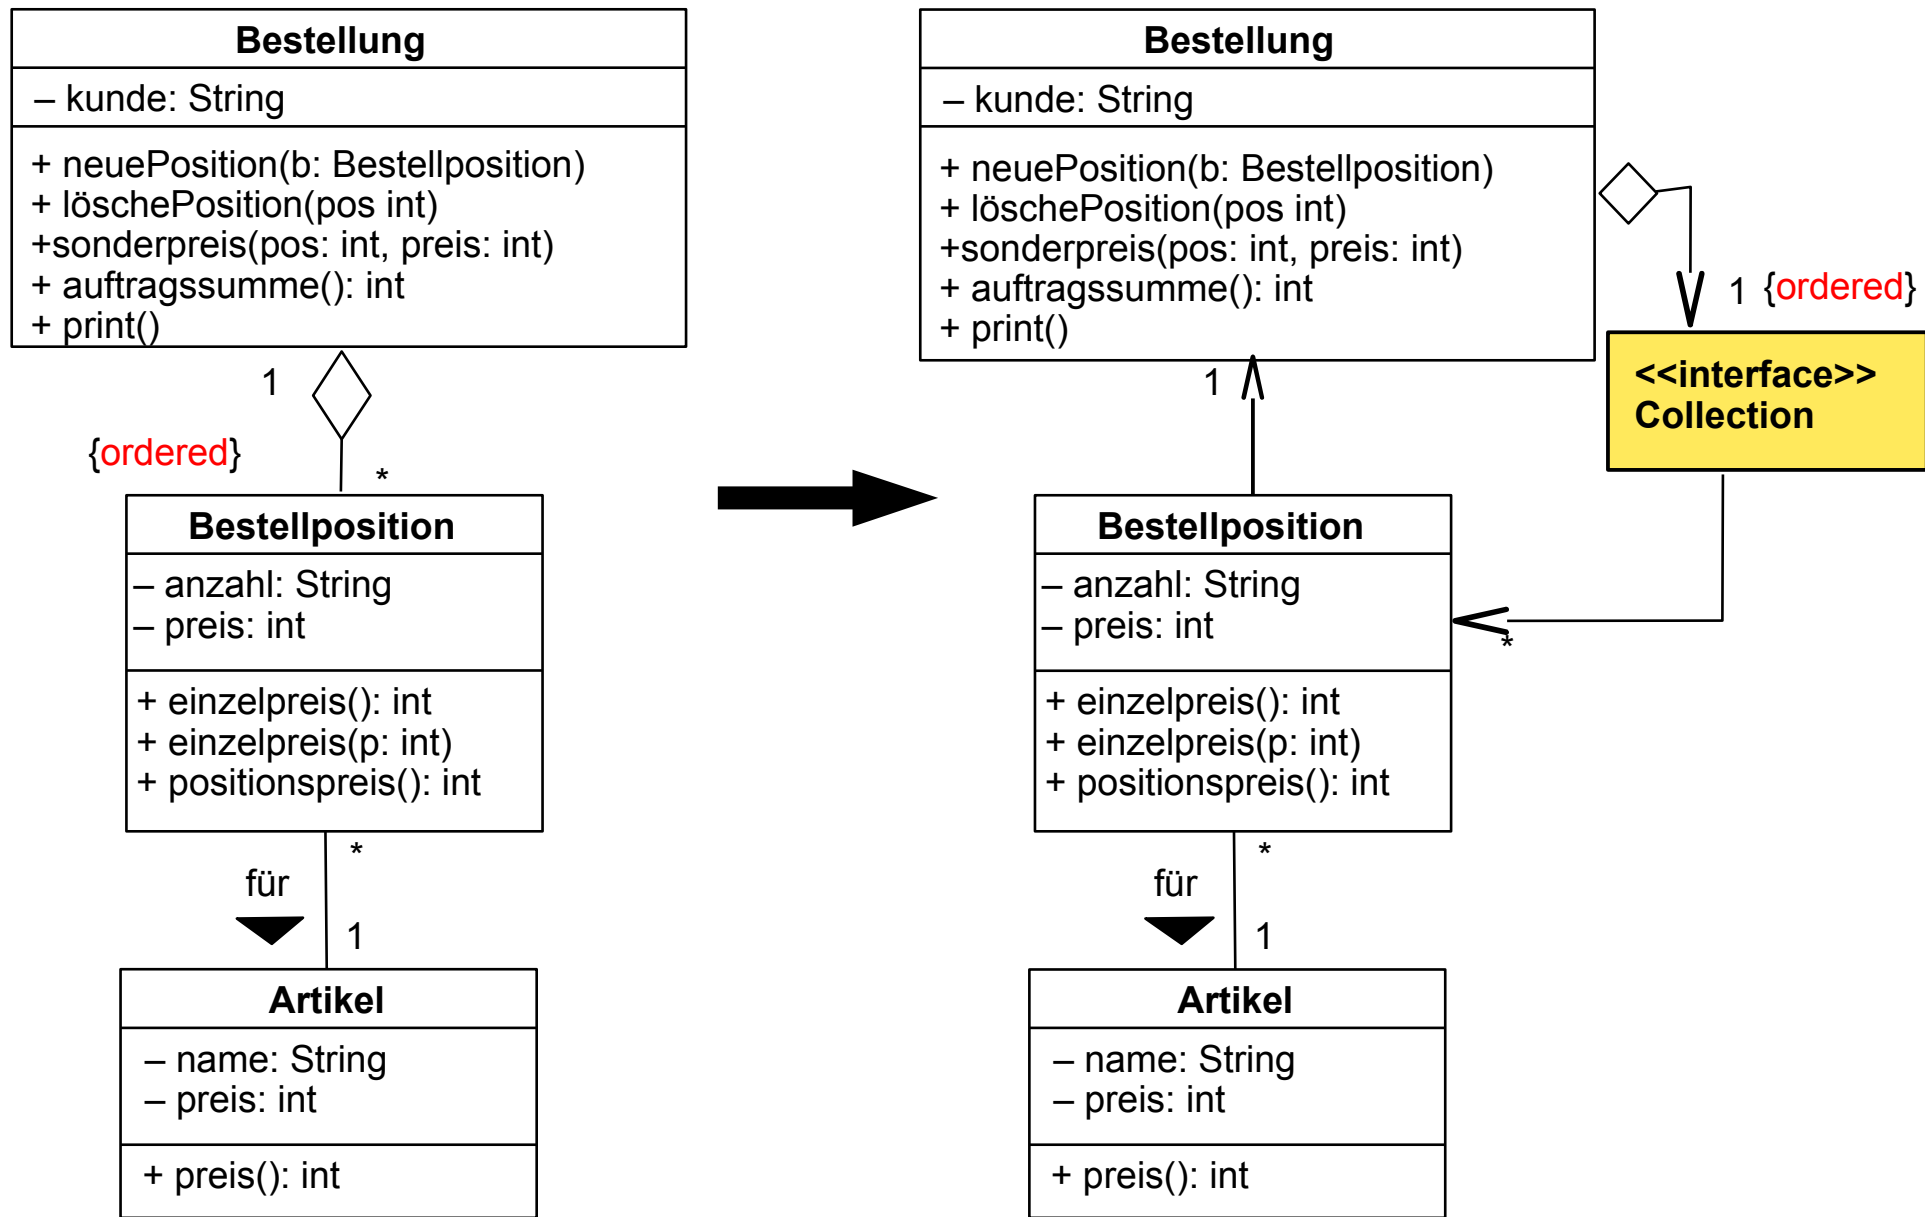 Bestellung
– kunde: String
+ neuePosition(b: Bestellposition)
+ löschePosition(pos int)
+sonderpreis(pos: int, preis: int)
+ auftragssumme(): int
+ print()
1
{ordered}
*
Bestellposition
– anzahl: String
– preis: int
+ einzelpreis(): int
+ einzelpreis(p: int)
+ positionspreis(): int
*
für
1
Artikel
– name: String
– preis: int
+ preis(): int
Bestellung
– kunde: String
+ neuePosition(b: Bestellposition)
+ löschePosition(pos int)
+sonderpreis(pos: int, preis: int)
+ auftragssumme(): int
+ print()
1 {ordered}
<<interface>>
Collection
1
Bestellposition
– anzahl: String
– preis: int
*
+ einzelpreis(): int
+ einzelpreis(p: int)
+ positionspreis(): int
*
für
1
Artikel
– name: String
– preis: int
+ preis(): int